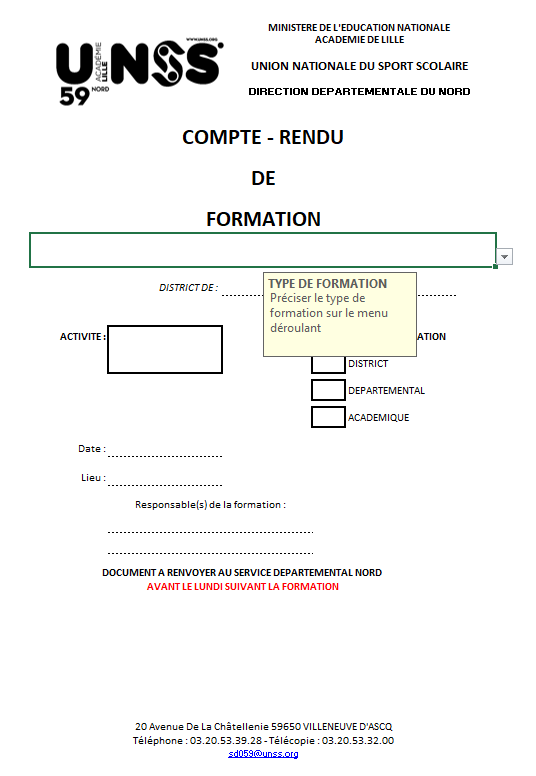 MINISTERE DE L'EDUCATION NATIONALE
ACADEMIE DE LILLE
UNION NATIONALE DU SPORT SCOLAIRE
DIRECTION DEPARTEMENTALE DU NORD
WWW.UNSS.ORG
UNSS
ACADÉMIE
LILLE
59 NORD
COMPTE - RENDU
DE
FORMATION
DISTRICT DE :
TYPE DE FORMATION
Préciser le type de
formation sur le menu
déroulant
ACTIVITE :
DISTRICT
DEPARTEMENTAL
ACADEMIQUE
Date :
Lieu :
Responsable(s) de la formation :
DOCUMENT A RENVOYER AU SERVICE DEPARTEMENTAL NORD
AVANT LE LUNDI SUIVANT LA FORMATION
20 Avenue De La Châtellenie 59650 VILLENEUVE D'ASCQ
Téléphone : 03.20.53.39.28 - Télécopie : 03.20.53.32.00
sd059@unss.org